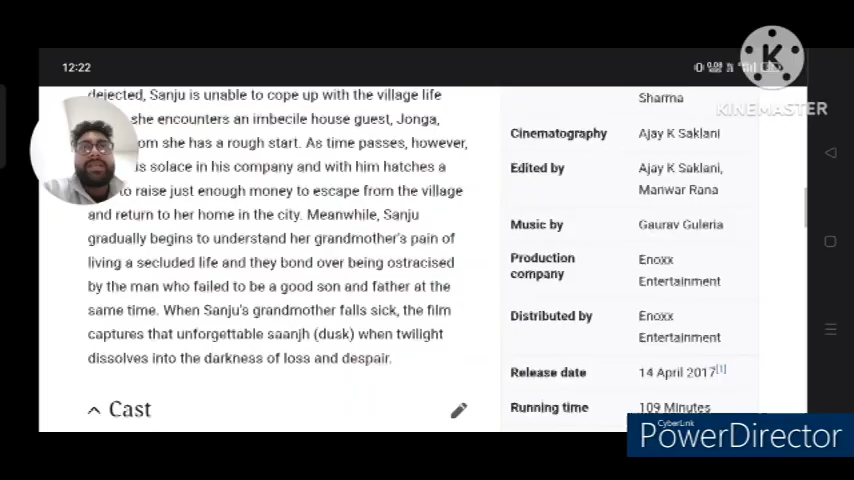 12:22
KINEMASTER
dejected, Sanju is unable to cope up with the village life
she encounters an imbecile house guest, Jonga,
om she has a rough start. As time passes, however,
is solace in his company and with him hatches a
to raise just enough money to escape from the village
and return to her home in the city. Meanwhile, Sanju
gradually begins to understand her grandmother's pain of
living a secluded life and they bond over being ostracised
by the man who failed to be a good son and father at the
same time. When Sanju's grandmother falls sick, the film
captures that unforgettable saanjh (dusk) when twilight
dissolves into the darkness of loss and despair.
Cast
Sharma
Cinematography Ajay K Saklani
Edited by Ajay K Saklani,
Manwar Rana
Music by Gaurav Guleria
Production Enoxx
company Entertainment
Distributed by Enoxx
Entertainment
Release date 14 April 2017[1]
Running time 109 Minutes
CyberLink
PowerDirector